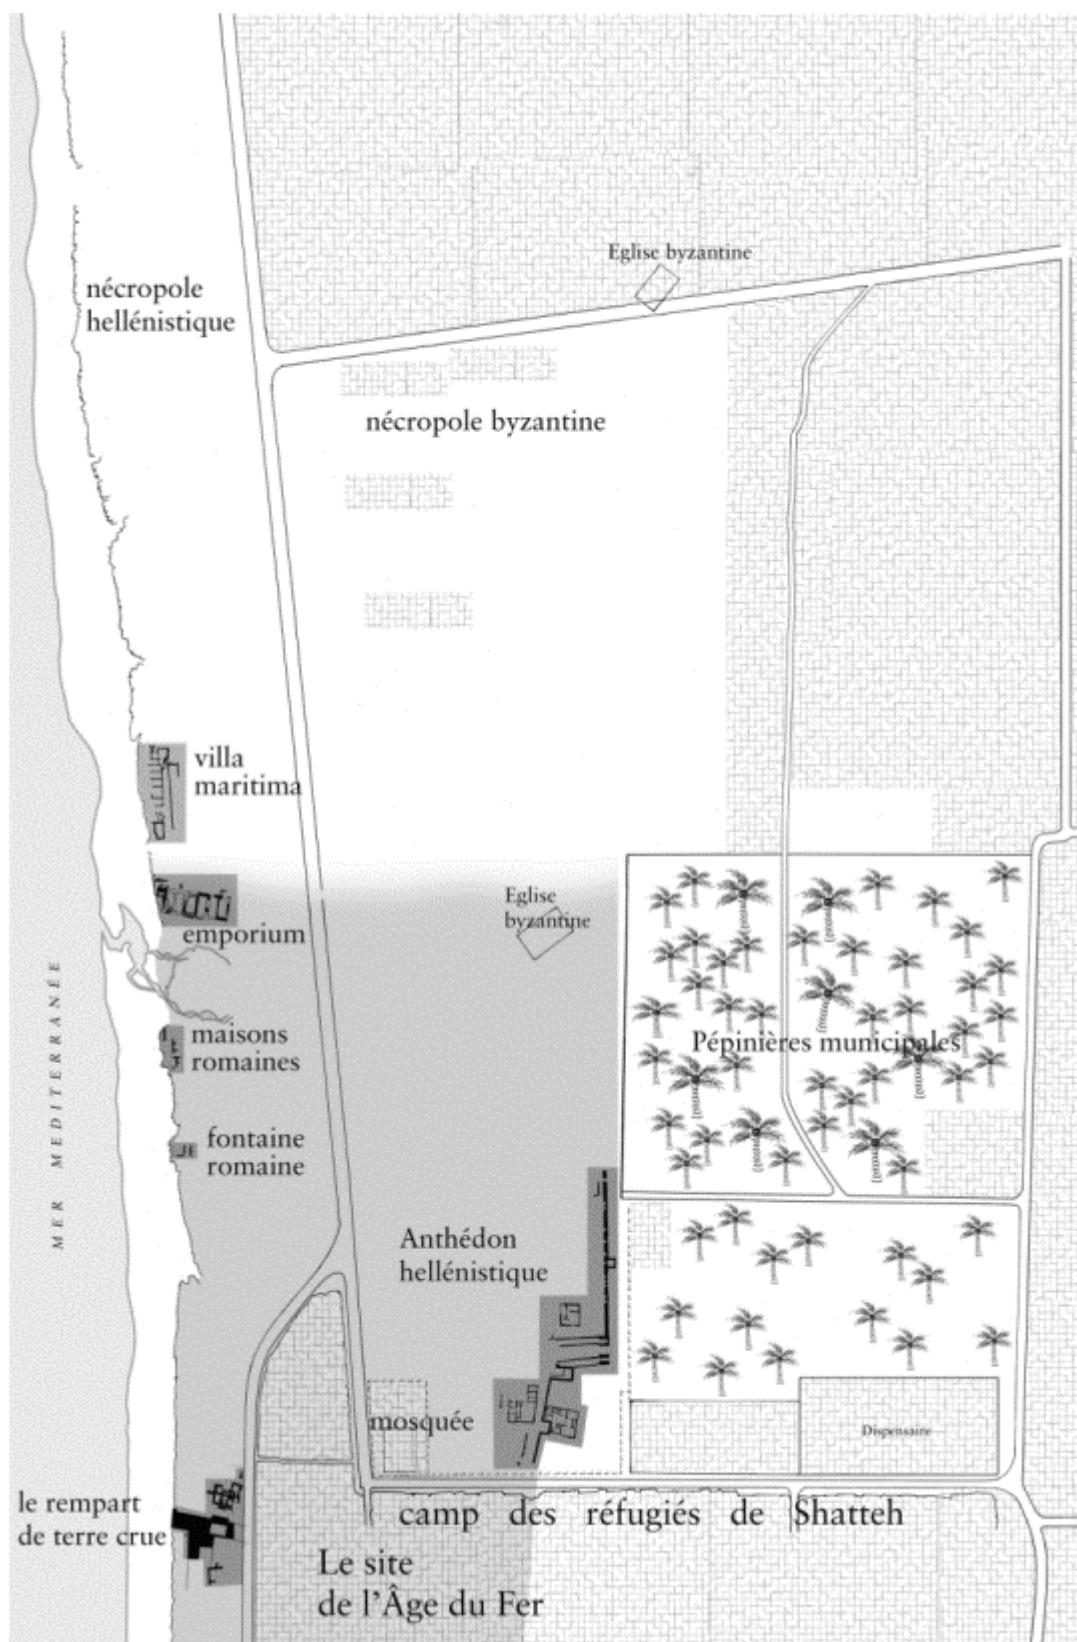 Eglise byzantine
nécropole
hellénistique
nécropole byzantine
villa
maritima
Eglise
byzantine
emporium
MER MEDITERRANÉE
maisons
romaines
Pépinières municipales
fontaine
romaine
Anthédon
hellénistique
mosquée
Dispensaire
le rempart
de terre crue
camp des réfugiés de Shatteh
Le site
de l'Âge du Fer